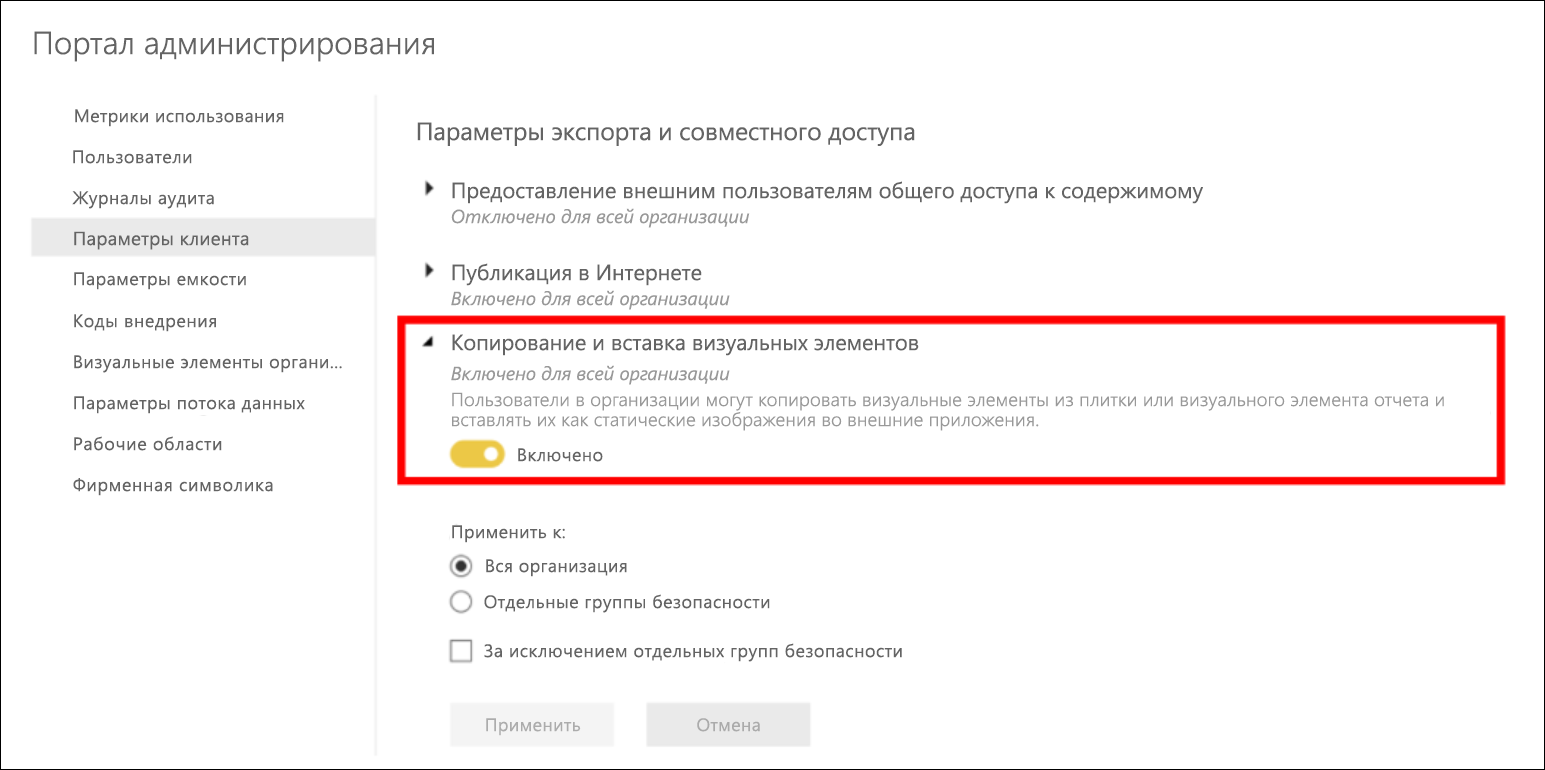 Портал администрирования
Метрики использования
Пользователи
Журналы аудита
Параметры клиента
Параметры емкости
Коды внедрения
Визуальные элементы органи...
Параметры потока данных
Рабочие области
Фирменная символика
Параметры экспорта и совместного доступа
Предоставление внешним пользователям общего доступа к содержимому
Отключено для всей организации
Публикация в Интернете
Включено для всей организации
Копирование и вставка визуальных элементов
Включено для всей организации
Пользователи в организации могут копировать визуальные элементы из плитки или визуального элемента отчета и
вставлять их как статические изображения во внешние приложения.
Включено
Применить к:
Вся организация
Отдельные группы безопасности
За исключением отдельных групп безопасности
Применить
Отмена